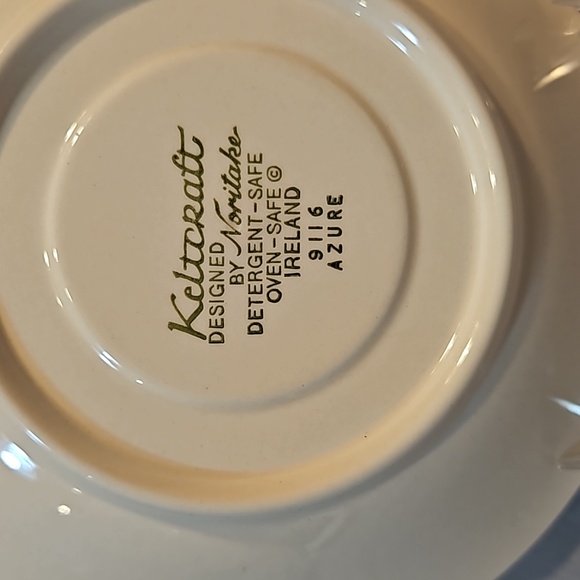 Keltcraft
DESIGNED
BY Noritake
DETERGENT-SAFE
OVEN-SAFE ©
IRELAND
9116
AZURE